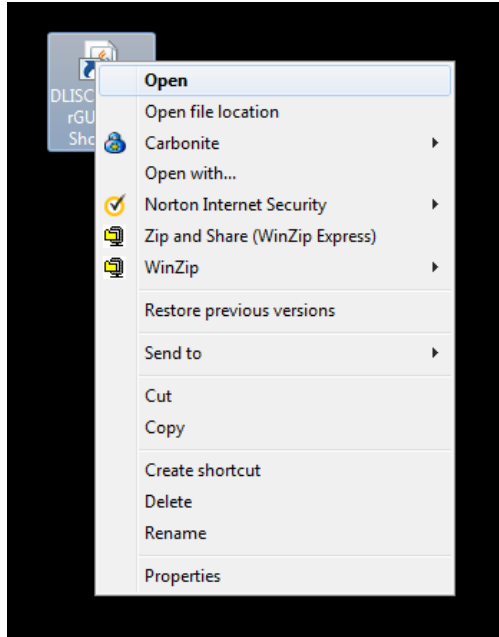 DLISC
rGU
Sho
Open
Open file location
Carbonite
Open with...
Norton Internet Security
Zip and Share (WinZip Express)
WinZip
Restore previous versions
Send to
Cut
Copy
Create shortcut
Delete
Rename
Properties